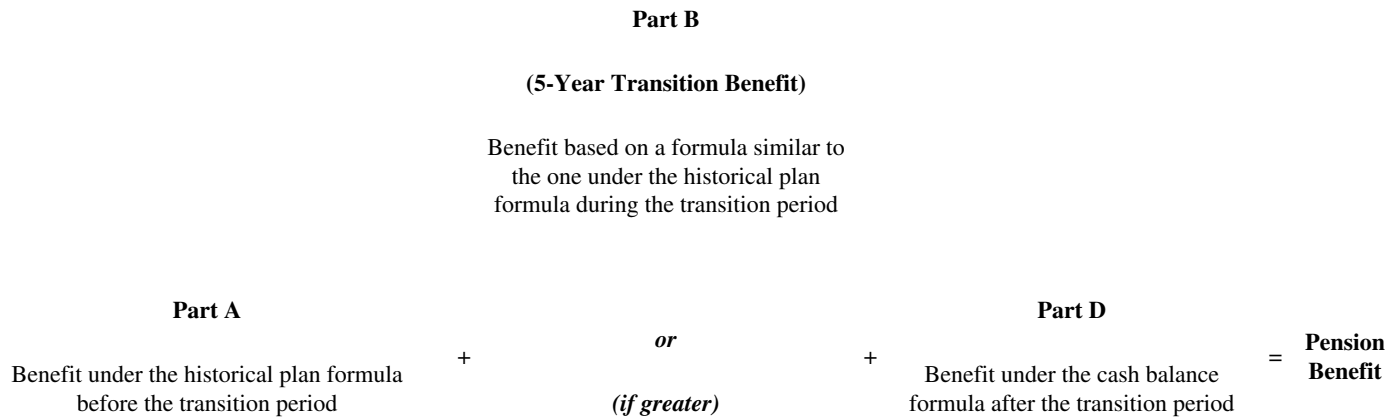 Part B
(5-Year Transition Benefit)
Benefit based on a formula similar to
the one under the historical plan
formula during the transition period
Part A
Benefit under the historical plan formula
before the transition period
+
or
(if greater)
+
Part D
Benefit under the cash balance
formula after the transition period
=
Pension
Benefit